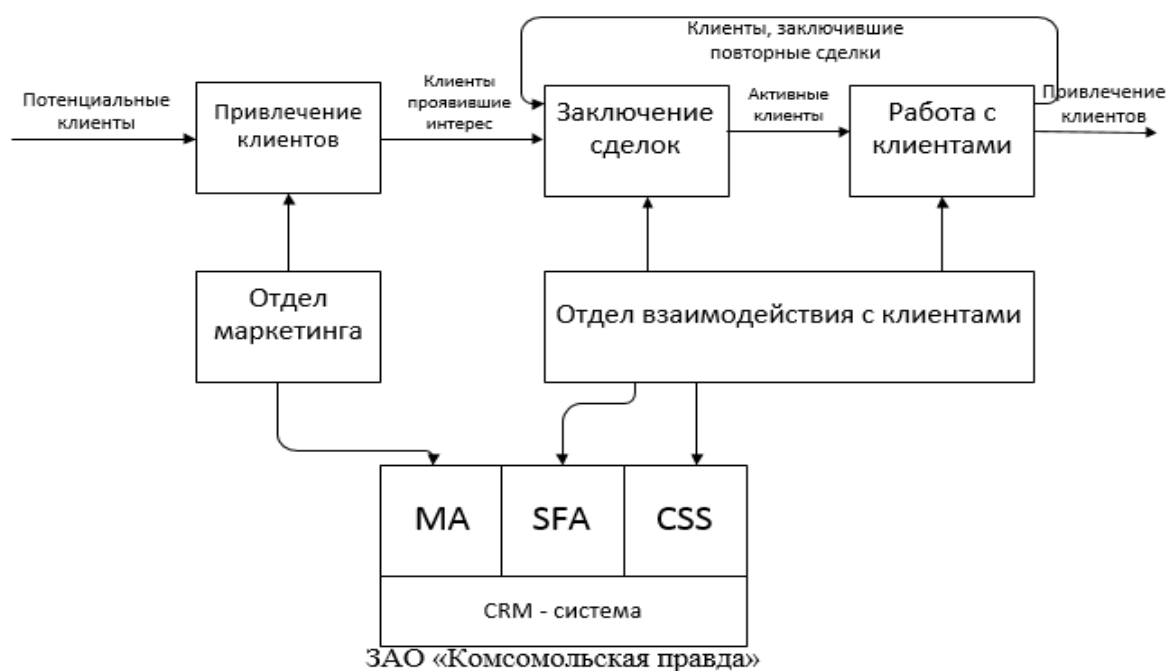 Клиенты, заключившие
повторные сделки
Потенциальные
клиенты
Привлечение
клиентов
Клиенты
проявившие
интерес
Заключение
сделок
Активные
клиенты
Работа с
клиентами
Привлечение
клиентов
Отдел
маркетинга
Отдел взаимодействия с клиентами
MA
SFA
CSS
CRM - система
ЗАО «Комсомольская правда»